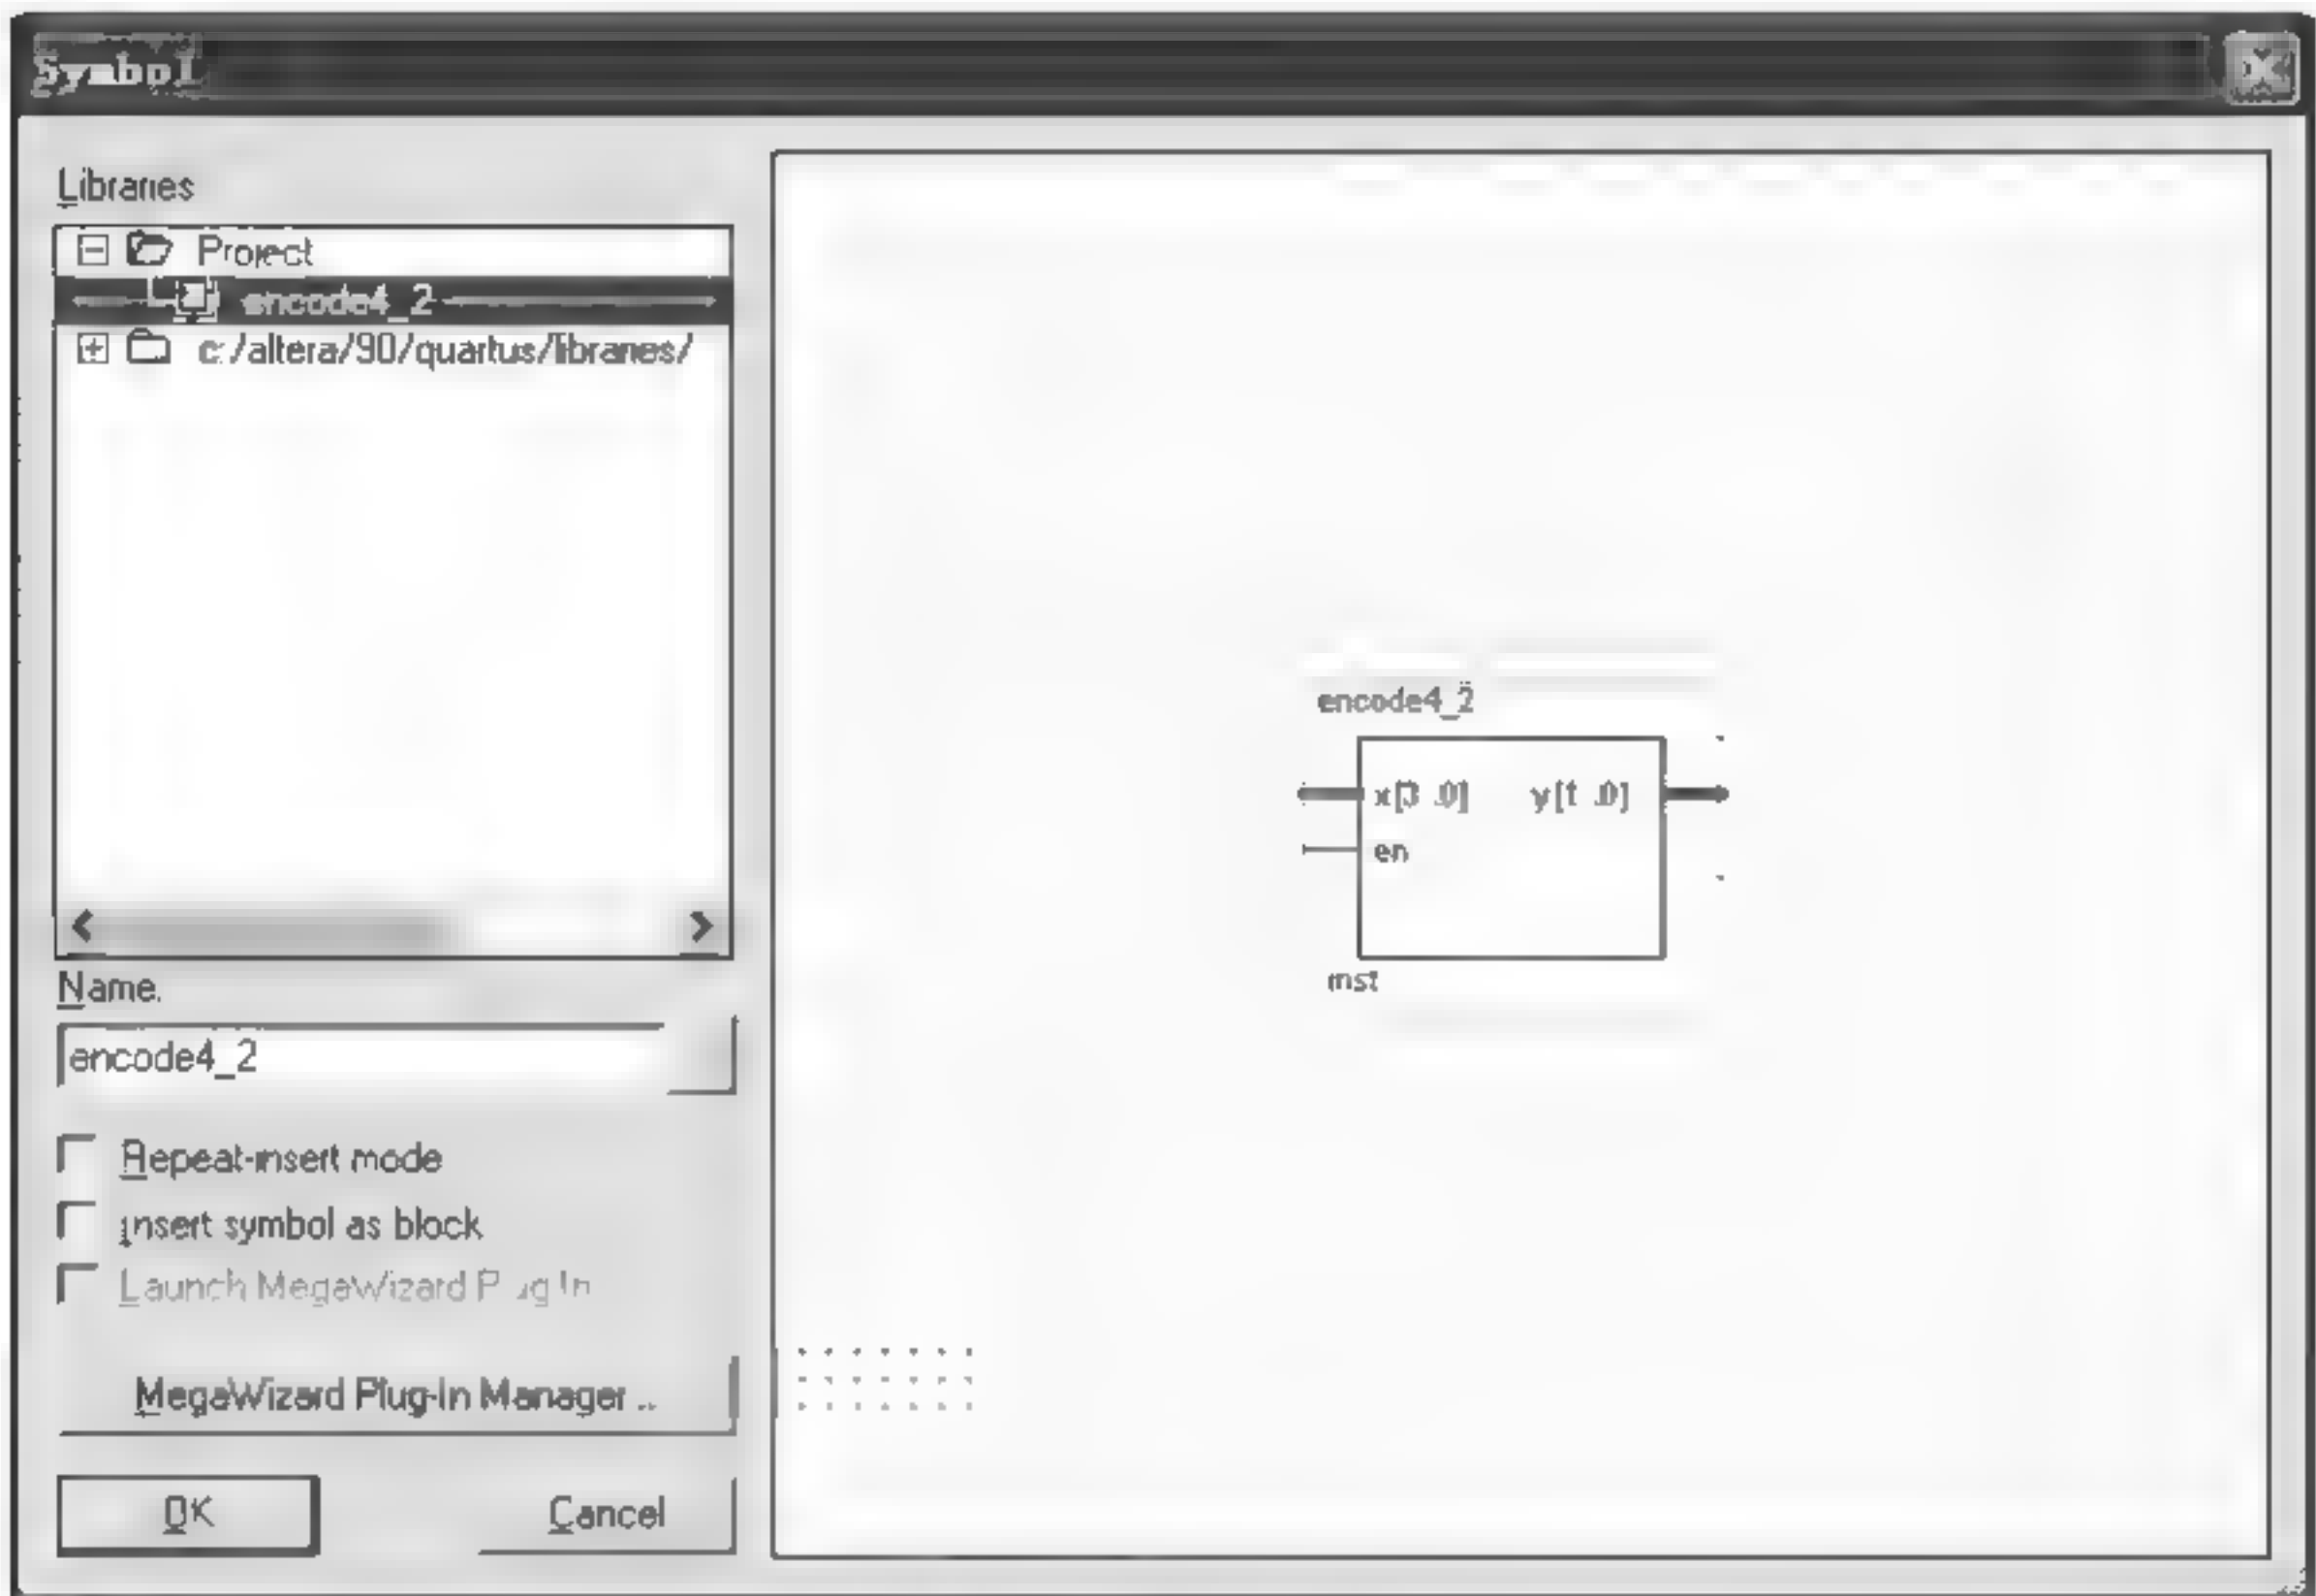 Symbol
Libraries
Project
encode4_2
c:/altera/90/quartus/libraries/
Name.
encode4_2
Repeat-insert mode
Insert symbol as block
Launch MegaWizard Plug In
MegaWizard Plug-In Manager ..
OK
Cancel
encode4_2
x[3 .0] y[1 .0]
en
inst